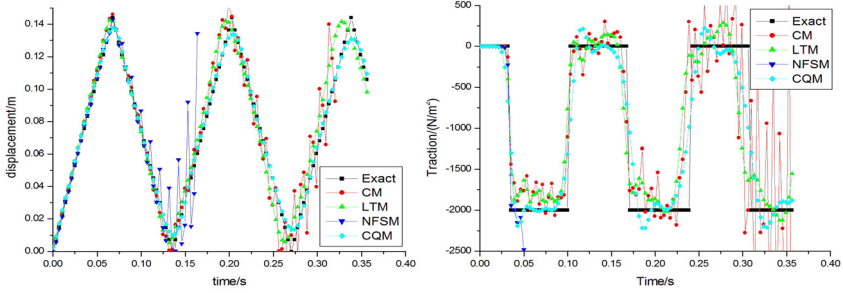 0.14
0.12
0.10
0.08
0.06
0.04
0.02
0.00
displacement/m
0.00 0.05 0.10 0.15 0.20 0.25 0.30 0.35 0.40
time/s
Exact
CM
LTM
NFSM
CQM
500
0
-500
-1000
-1500
-2000
-2500
Traction/(N/m²)
0.00 0.05 0.10 0.15 0.20 0.25 0.30 0.35 0.40
Time/s
Exact
CM
LTM
NFSM
CQM